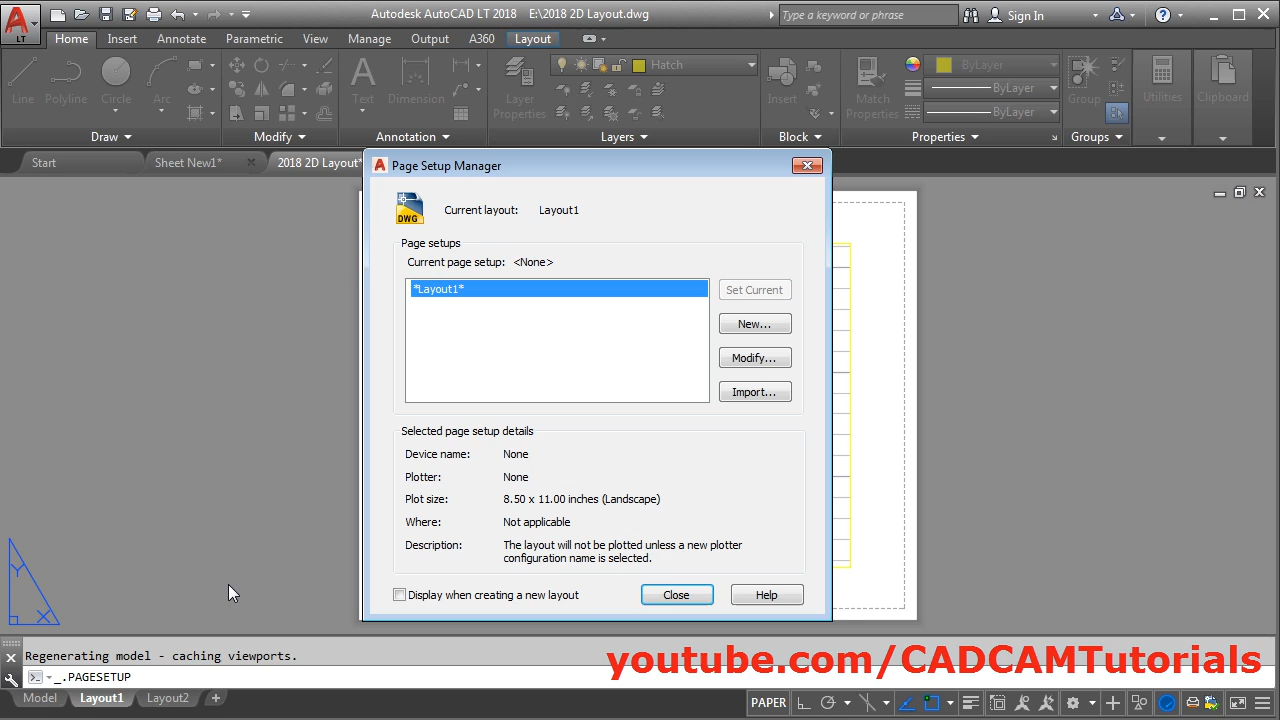 Autodesk AutoCAD LT 2018 E:\2018 2D Layout.dwg
Type a keyword or phrase
Sign In
LT
Home Insert Annotate Parametric View Manage Output A360 Layout
Line Polyline Circle Arc
Text Dimension
Layer Properties
Hatch
Insert
Match Properties
ByLayer
ByLayer
ByLayer
Group
Utilities
Clipboard
Draw Modify Annotation Layers Block Properties Groups
Start Sheet New1* 2018 2D Layout*
Page Setup Manager
DWG
Current layout: Layout1
Page setups
Current page setup: <None>
*Layout1*
Set Current
New...
Modify...
Import...
Selected page setup details
Device name: None
Plotter: None
Plot size: 8.50 x 11.00 inches (Landscape)
Where: Not applicable
Description: The layout will not be plotted unless a new plotter
configuration name is selected.
Display when creating a new layout
Close Help
Y
X
Regenerating model - caching viewports.
_.PAGESETUP
youtube.com/CADCAMTutorials
Model Layout1 Layout2 +
PAPER